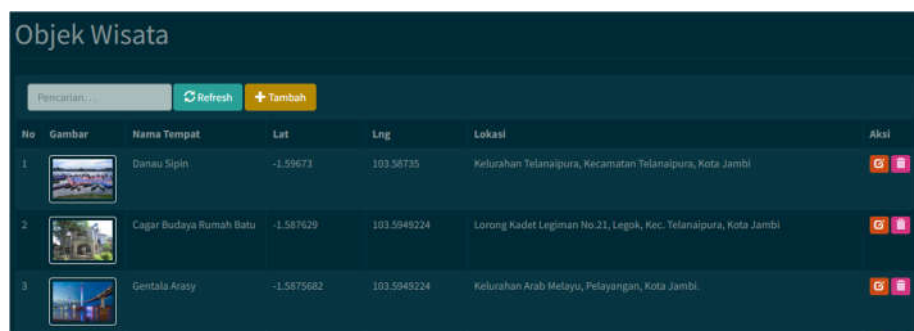 Objek Wisata
Pencarian.... Refresh Tambah
No Gambar Nama Tempat Lat Lng Lokasi Aksi
1 Danau Sipin -1.59673 103.58735 Kelurahan Telanaipura, Kecamatan Telanaipura, Kota Jambi
2 Cagar Budaya Rumah Batu -1.587629 103.5949224 Lorong Kadet Legiman No.21, Legok, Kec. Telanaipura, Kota Jambi
3 Gentala Arasy -1.5875682 103.5949224 Kelurahan Arab Melayu, Pelayangan, Kota Jambi.